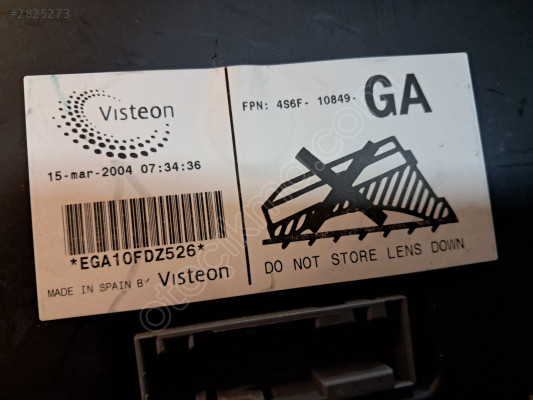 #2825273
Visteon
15-mar-2004 07:34:36
*EGA10FDZ526*
MADE IN SPAIN BY Visteon
FPN: 4S6F- 10849- GA
DO NOT STORE LENS DOWN